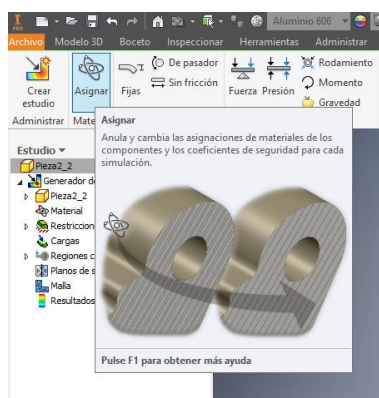 PRO
Aluminio 606
Archivo Modelo 3D Boceto Inspeccionar Herramientas Administrar
Crear estudio
Asignar
Fijas
De pasador
Sin fricción
Fuerza
Presión
Rodamiento
Momento
Gravedad
Administrar Mate
Asignar
Anula y cambia las asignaciones de materiales de los
componentes y los coeficientes de seguridad para cada
simulación.
Pulse F1 para obtener más ayuda
Estudio
Pieza2_2
Generador de
Pieza2_2
Material
Restriccion
Cargas
Regiones c
Planos de s
Malla
Resultados